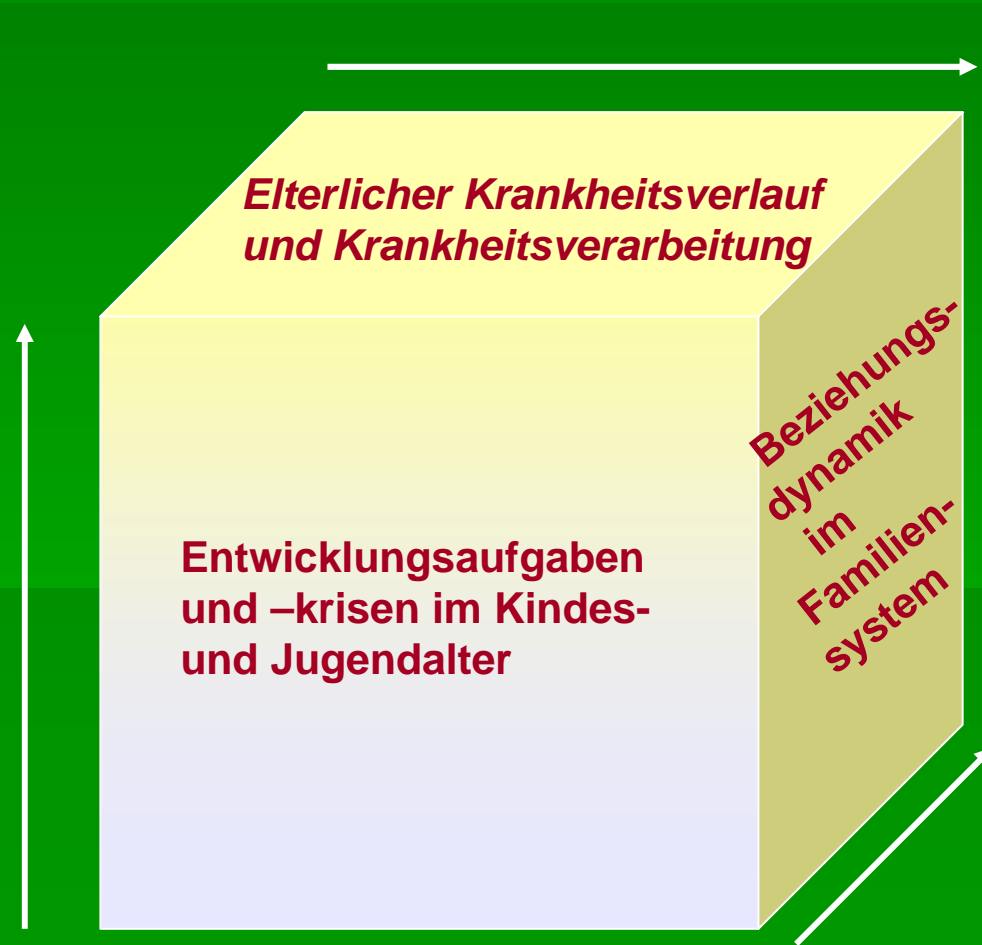 Elterlicher Krankheitsverlauf
und Krankheitsverarbeitung
Beziehungs-
dynamik
im
Familien-
system
Entwicklungsaufgaben
und –krisen im Kindes-
und Jugendalter